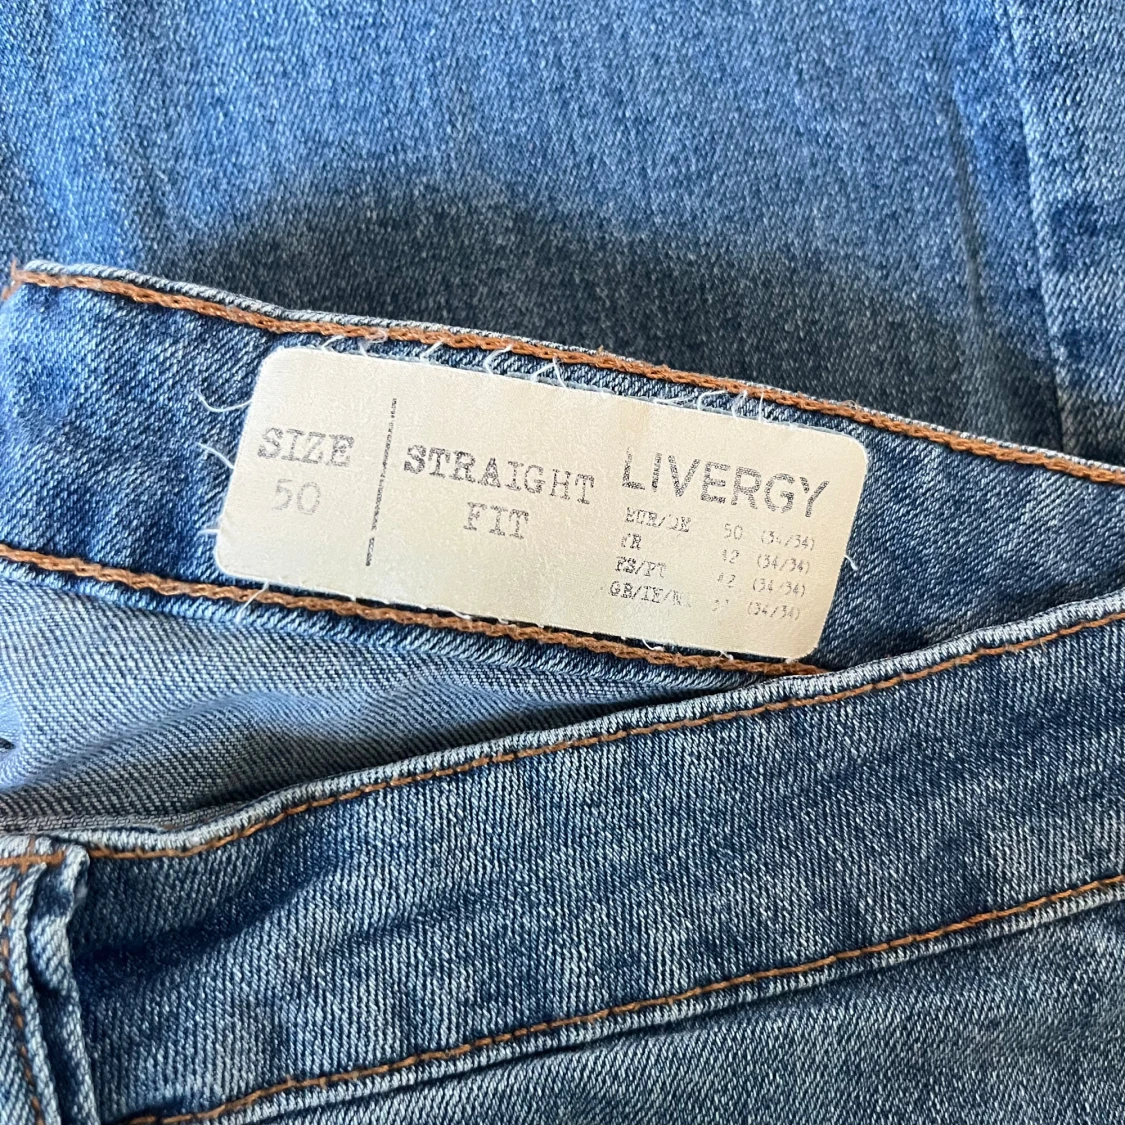 SIZE
50
STRAIGHT
FIT
LIVERGY
EUR/DE 50 (34/34)
FR 42 (34/34)
ES/PT 42 (34/34)
GB/IE/NI (34/34)